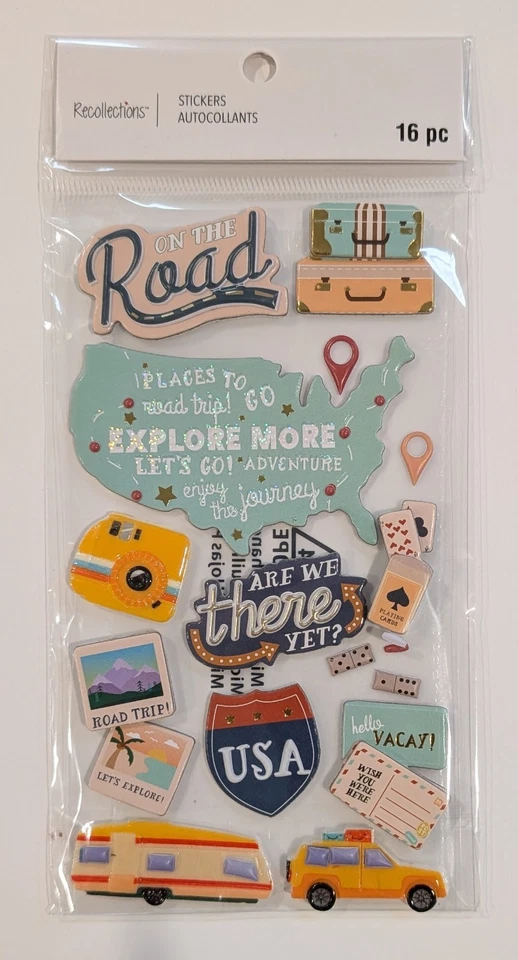 Recollections™
STICKERS
AUTOCOLLANTS
16 pc
ON THE
Road
PLACES TO GO
road trip!
EXPLORE MORE
LET'S GO! ADVENTURE
enjoy
the journey
ARE WE
there
YET?
PLAYING
CARDS
ROAD TRIP!
LET'S EXPLORE!
USA
hello
VACAY!
WISH
YOU
WERE
HERE